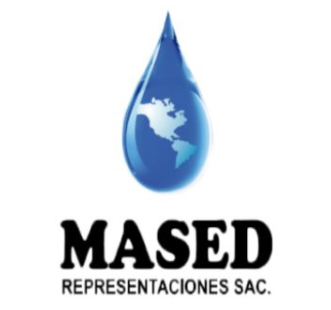 MASED
REPRESENTACIONES SAC.